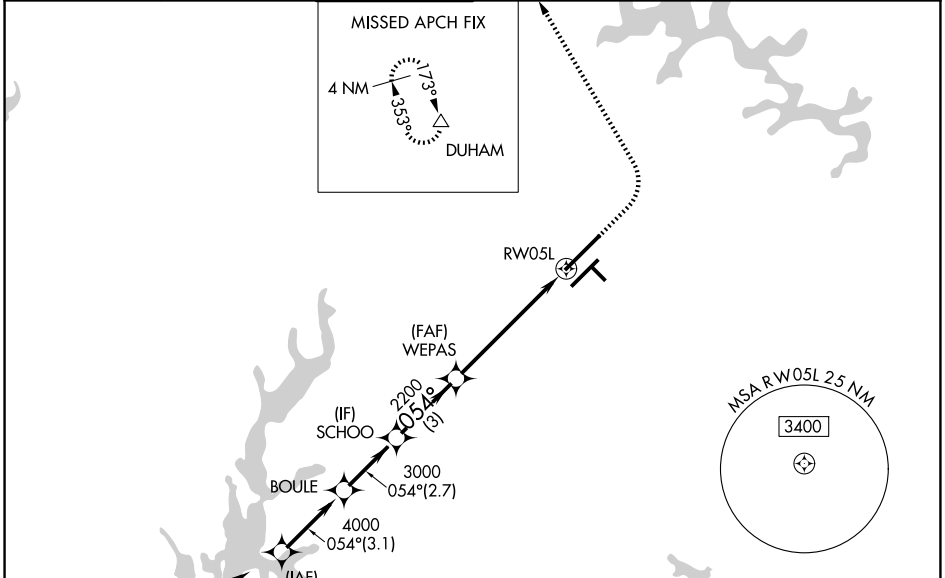 MISSED APCH FIX
4 NM
173°
353°
DUHAM
RW05L
(FAF)
WEPAS
2200
054°
(3)
(IF)
SCHOO
3000
054°(2.7)
BOULE
4000
054°(3.1)
(IAF)
MSA RW05L 25 NM
3400